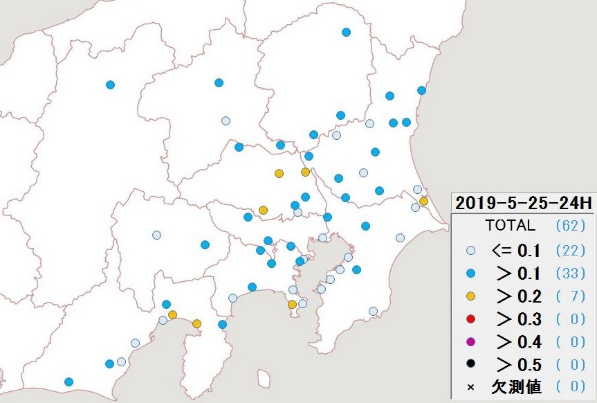 2019-5-25-24H
TOTAL (62)
<= 0.1 (22)
> 0.1 (33)
> 0.2 ( 7)
> 0.3 ( 0)
> 0.4 ( 0)
> 0.5 ( 0)
× 欠測値 ( 0)